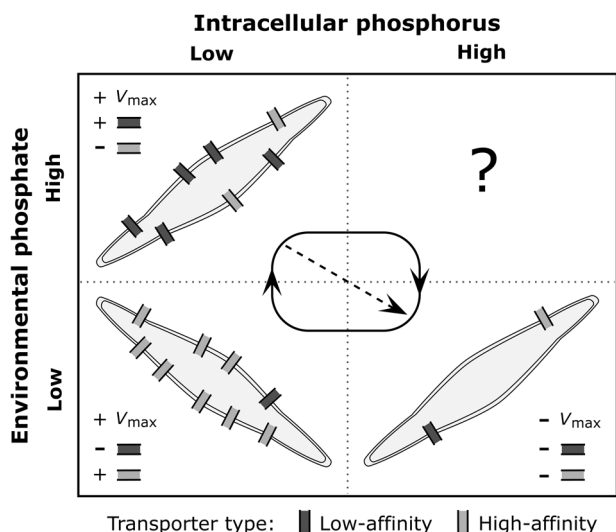 Intracellular phosphorus
Low
High
Environmental phosphate
High
Low
+ Vmax
+
-
?
+ Vmax
-
+
- Vmax
-
-
Transporter type: Low-affinity High-affinity